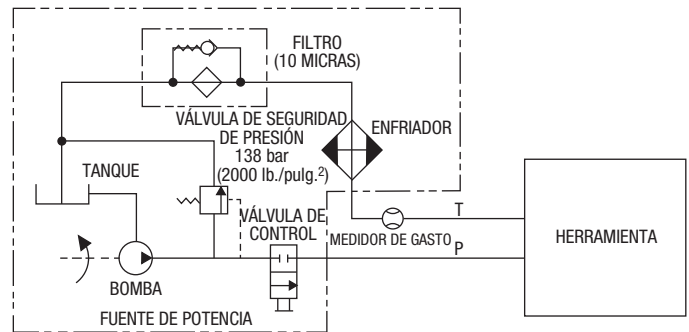 FILTRO
(10 MICRAS)
VÁLVULA DE SEGURIDAD
DE PRESIÓN
138 bar
(2000 lb./pulg.²)
ENFRIADOR
TANQUE
VÁLVULA DE
CONTROL
MEDIDOR DE GASTO
T
P
HERRAMIENTA
BOMBA
FUENTE DE POTENCIA